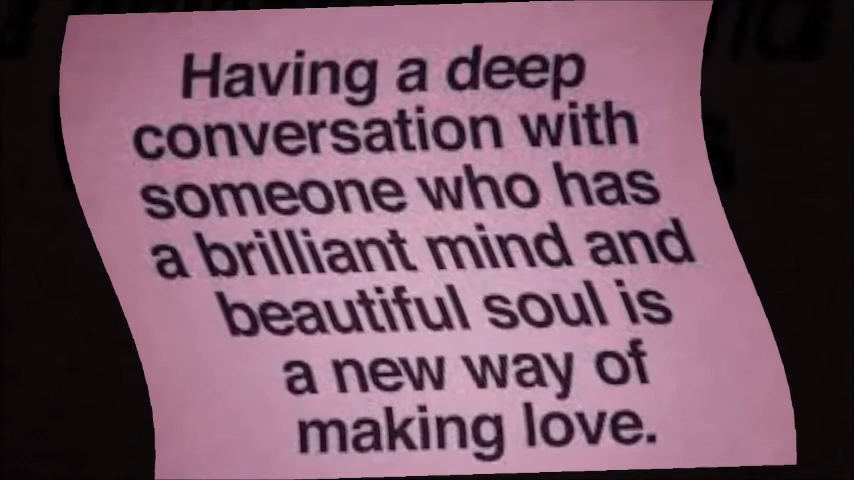 Having a deep
conversation with
someone who has
a brilliant mind and
beautiful soul is
a new way of
making love.